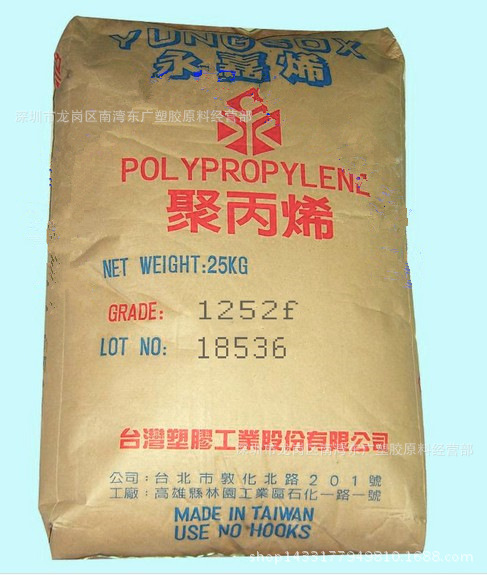 YUNGSOX
永嘉烯
深圳市龙岗区南湾东广塑胶原料经营部
POLYPROPYLENE
聚丙烯
NET WEIGHT:25KG
GRADE: 1252f
LOT NO: 18536
台灣塑膠工業股份有限公司
公司：台北市敦化北路201號
工廠：高雄縣林園工業區石化一路一號
MADE IN TAIWAN
USE NO HOOKS